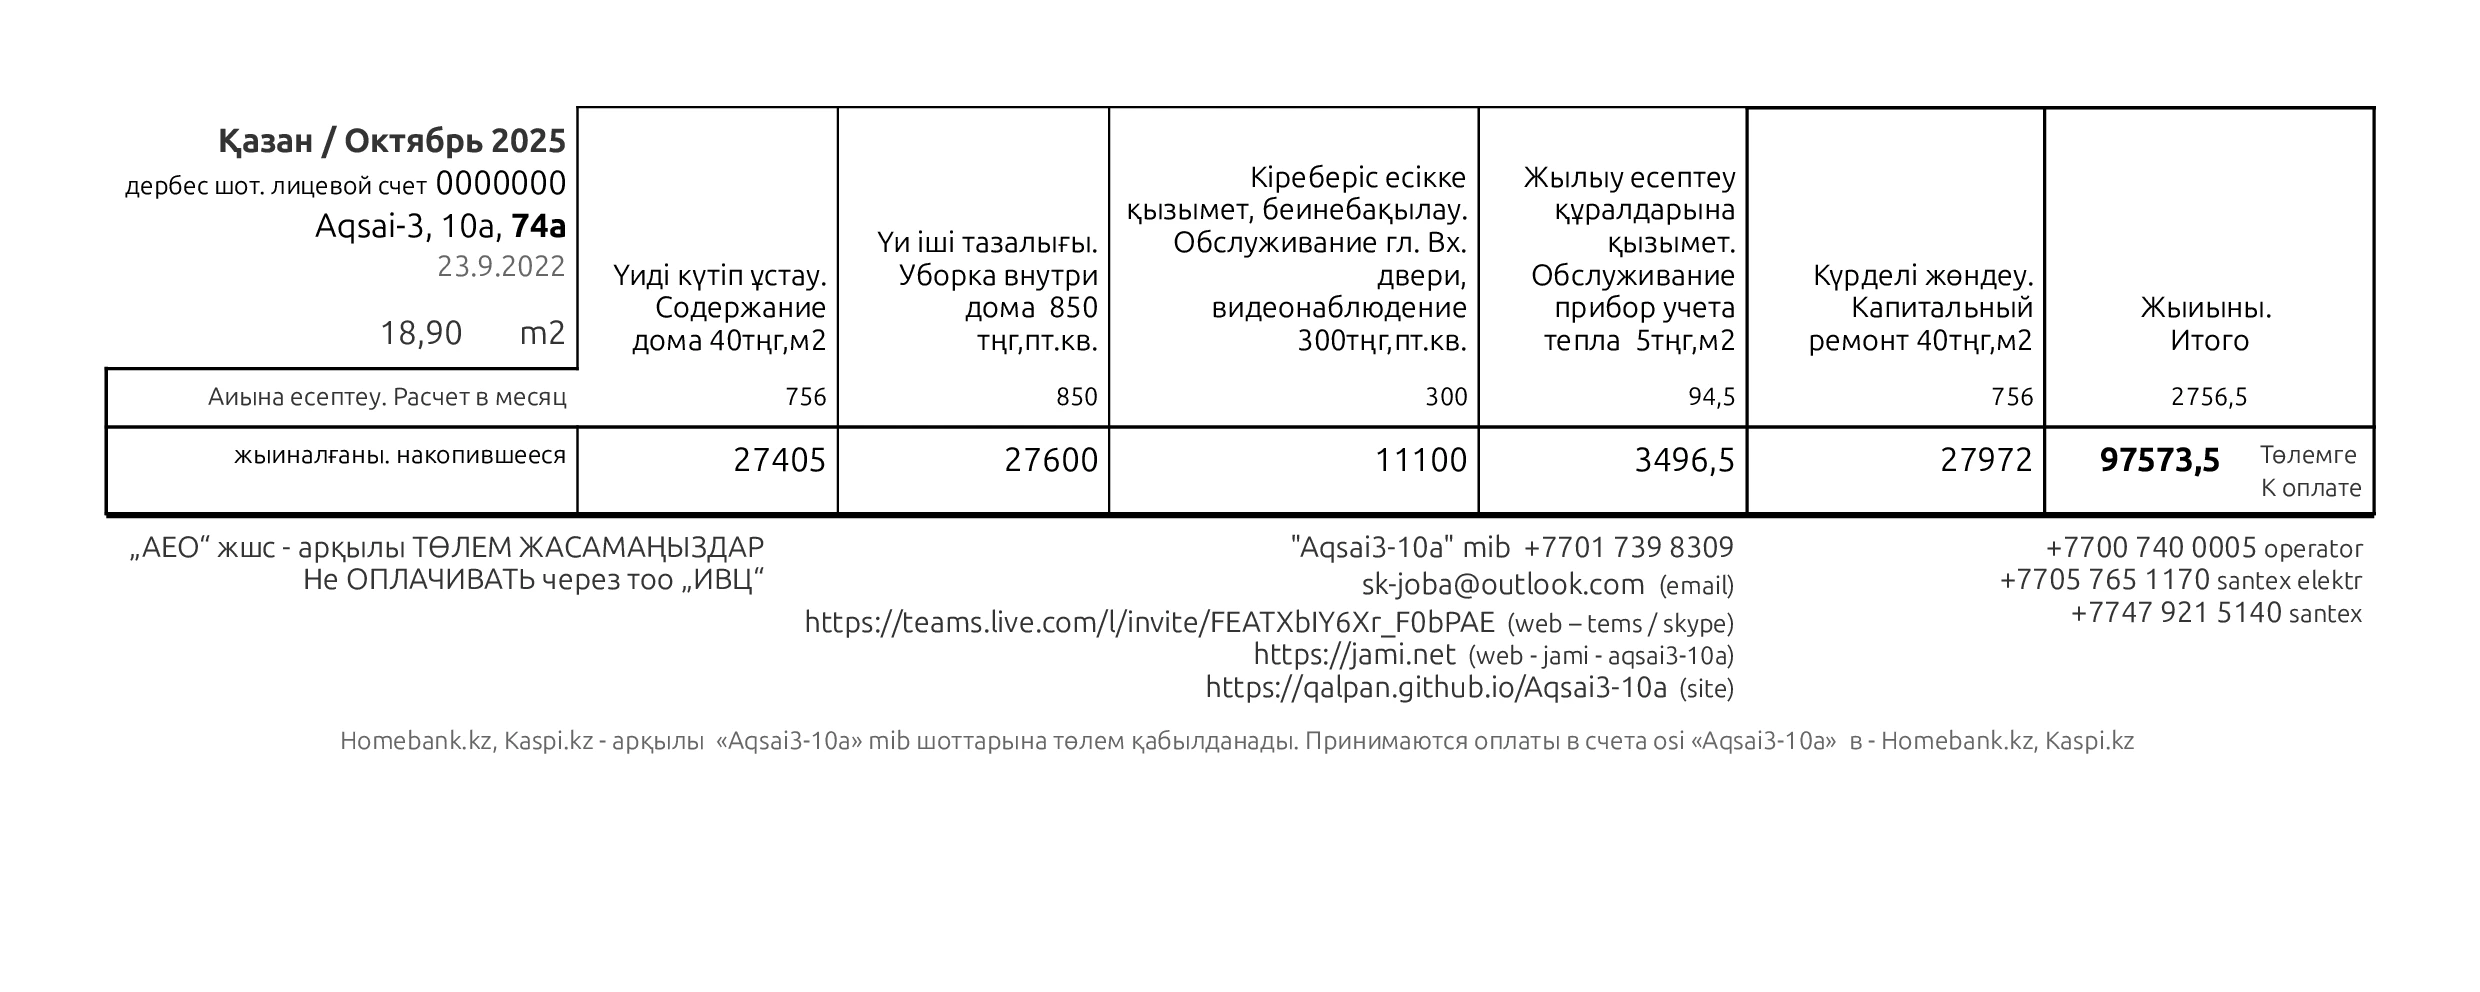 Қазан / Октябрь 2025
дербес шот. лицевой счет 0000000
Aqsai-3, 10a, 74a
23.9.2022
18,90 m2
Үиді күтіп ұстау.
Содержание
дома 40тңг,м2
Үи іші тазалығы.
Уборка внутри
дома 850
тңг,пт.кв.
Кіреберіс есікке
қызымет, беинебақылау.
Обслуживание гл. Вх.
двери,
видеонаблюдение
300тңг,пт.кв.
Жылыу есептеу
құралдарына
қызымет.
Обслуживание
прибор учета
тепла 5тңг,м2
Күрделі жөндеу.
Капитальный
ремонт 40тңг,м2
Жыиыны.
Итого
Аиына есептеу. Расчет в месяц 756 850 300 94,5 756 2756,5
жыиналғаны. накопившееся 27405 27600 11100 3496,5 27972 97573,5 Төлемге
К оплате
„АЕО“ жшс - арқылы ТӨЛЕМ ЖАСАМАҢЫЗДАР
Не ОПЛАЧИВАТЬ через тоо „ИВЦ“
"Aqsai3-10a" mib +7701 739 8309
sk-joba@outlook.com (email)
https://teams.live.com/l/invite/FEATXbIY6Xr_F0bPAE (web – tems / skype)
https://jami.net (web - jami - aqsai3-10a)
https://qalpan.github.io/Aqsai3-10a (site)
+7700 740 0005 operator
+7705 765 1170 santex elektr
+7747 921 5140 santex
Homebank.kz, Kaspi.kz - арқылы «Aqsai3-10a» mib шоттарына төлем қабылданады. Принимаются оплаты в счета osi «Aqsai3-10a» в - Homebank.kz, Kaspi.kz